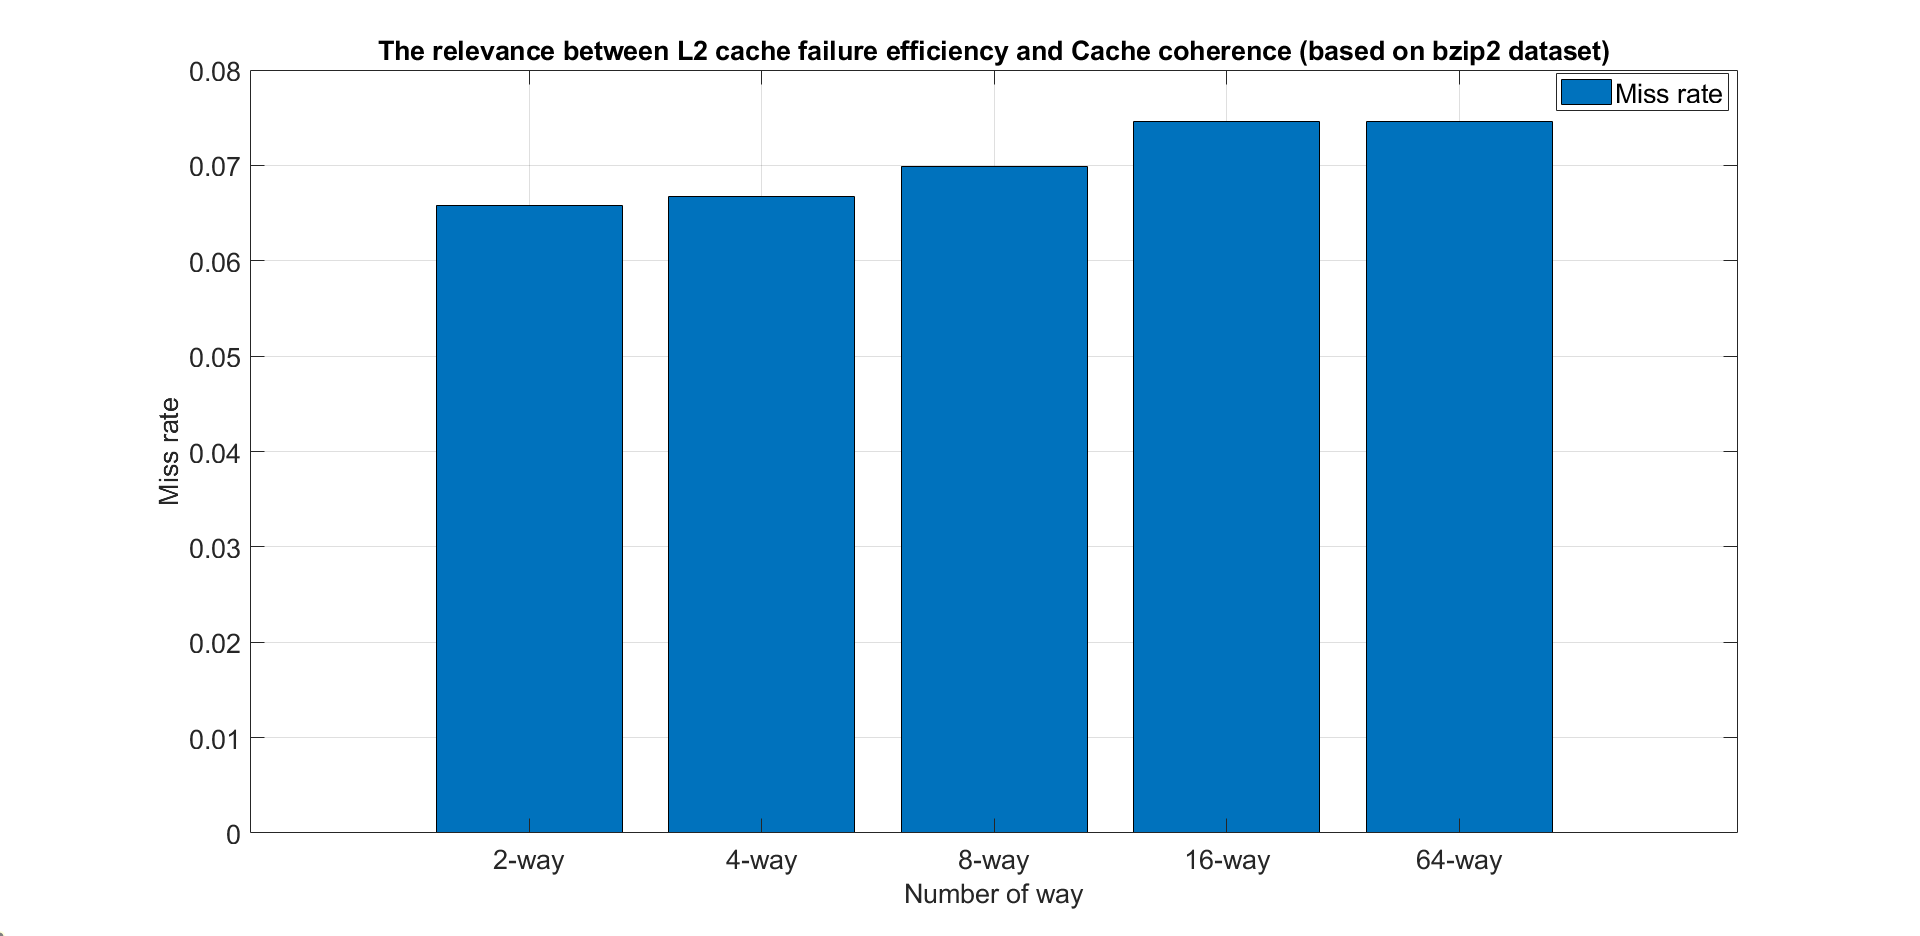 The relevance between L2 cache failure efficiency and Cache coherence (based on bzip2 dataset)
0.08
Miss rate
0.07
0.06
0.05
0.04
0.03
0.02
0.01
0
Miss rate
2-way 4-way 8-way 16-way 64-way
Number of way